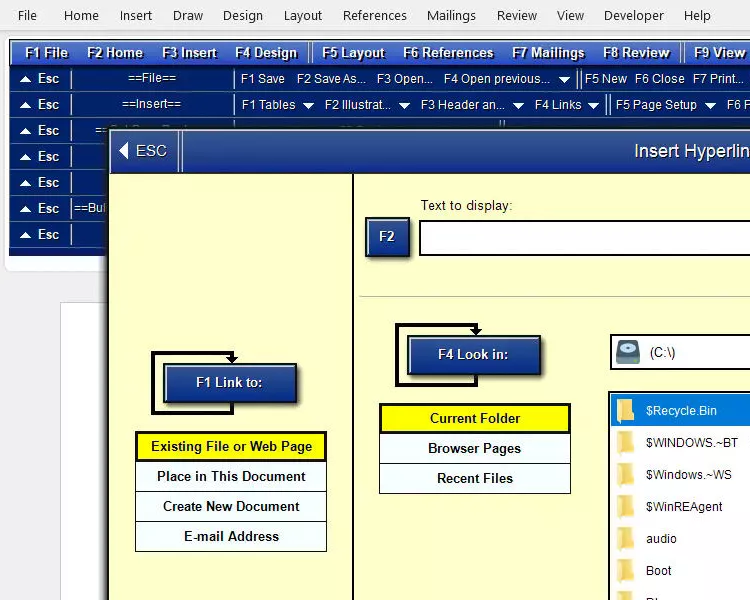 File Home Insert Draw Design Layout References Mailings Review View Developer Help
F1 File F2 Home F3 Insert F4 Design F5 Layout F6 References F7 Mailings F8 Review F9 View
Esc ==File== F1 Save F2 Save As... F3 Open... F4 Open previous... F5 New F6 Close F7 Print...
Esc ==Insert== F1 Tables F2 Illustrat... F3 Header an... F4 Links F5 Page Setup F6 F
Esc
Esc
Esc
Esc ==Bul
Esc
ESC Insert Hyperlin
Text to display:
F2
F4 Look in:
(C:\)
F1 Link to:
Current Folder
Browser Pages
Recent Files
Existing File or Web Page
Place in This Document
Create New Document
E-mail Address
$Recycle.Bin
$WINDOWS.~BT
$Windows.~WS
$WinREAgent
audio
Boot